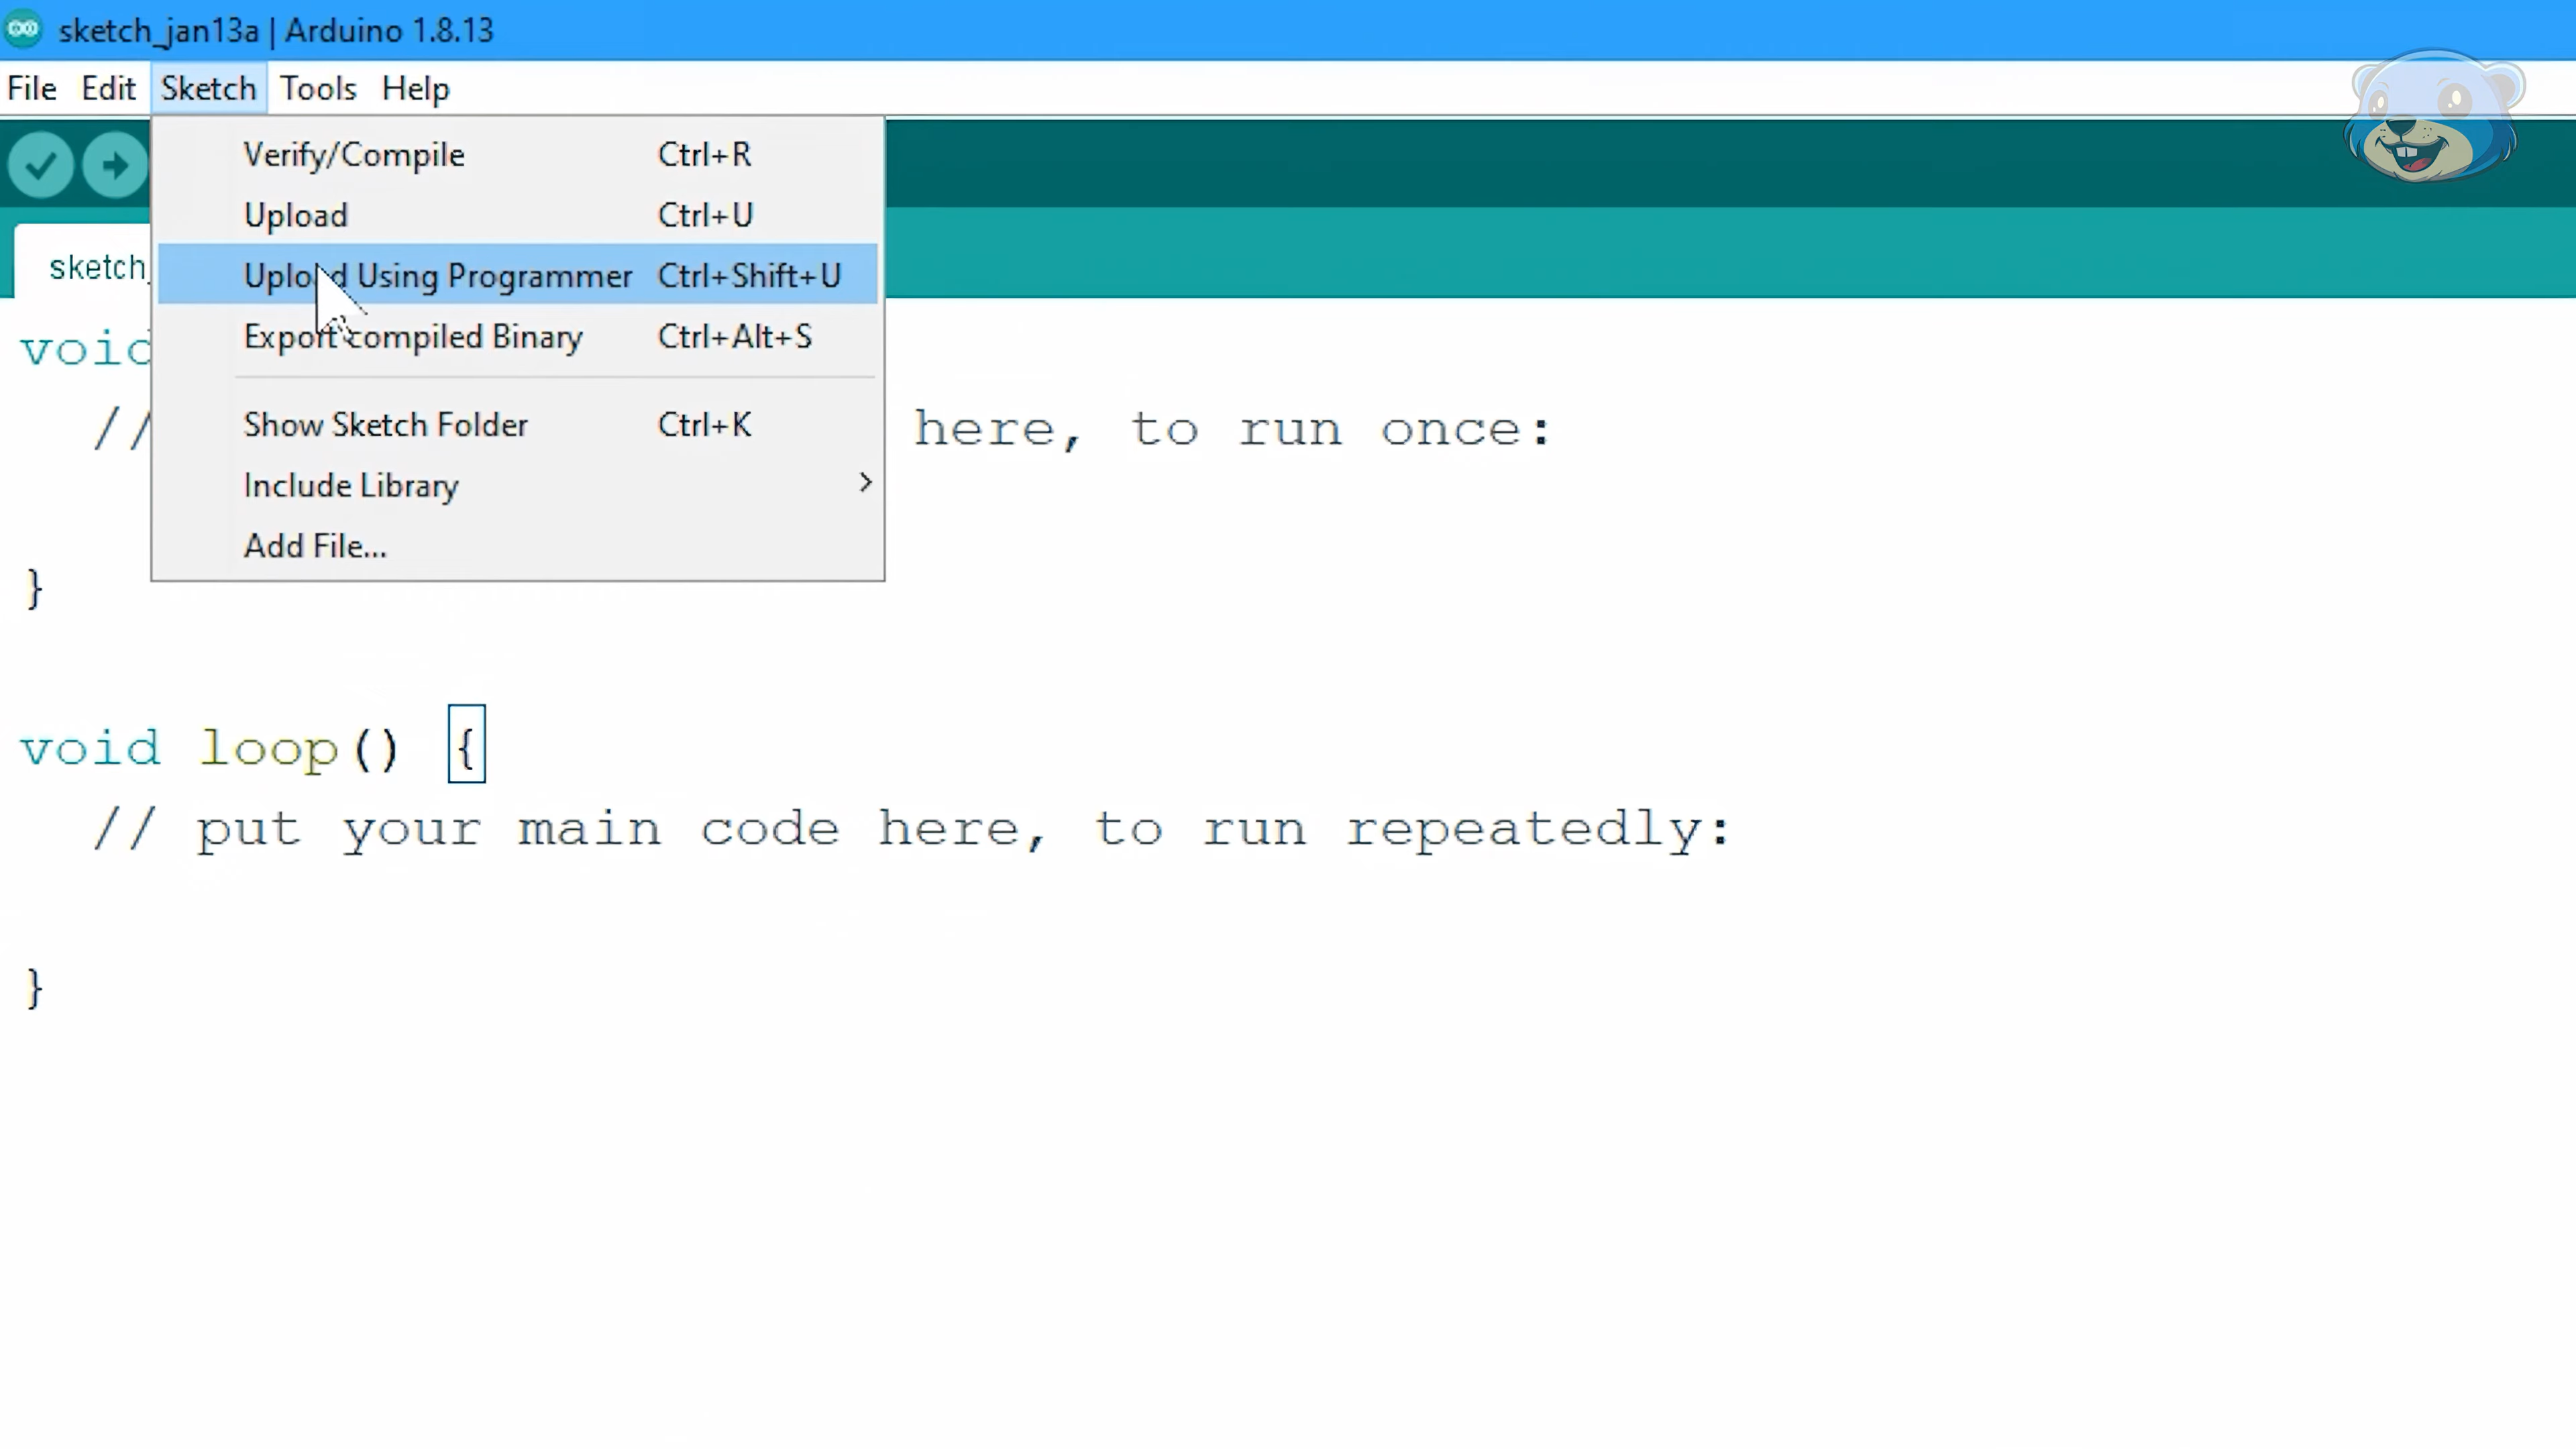 sketch_jan13a | Arduino 1.8.13
File Edit Sketch Tools Help
Verify/Compile Ctrl+R
Upload Ctrl+U
sketch_
Upload Using Programmer Ctrl+Shift+U
Export compiled Binary Ctrl+Alt+S
void
// here, to run once:
Show Sketch Folder Ctrl+K
Include Library >
Add File...
}
void loop() {
// put your main code here, to run repeatedly:
}